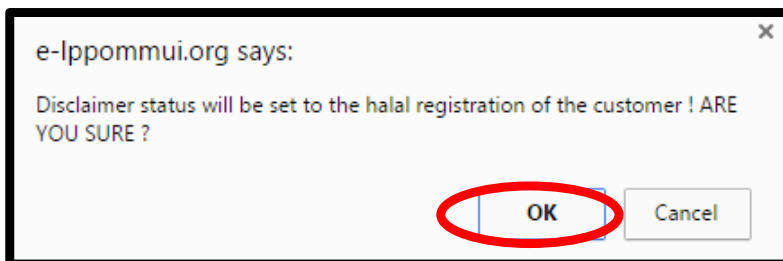 e-lppommui.org says:
Disclaimer status will be set to the halal registration of the customer ! ARE
YOU SURE ?
OK
Cancel